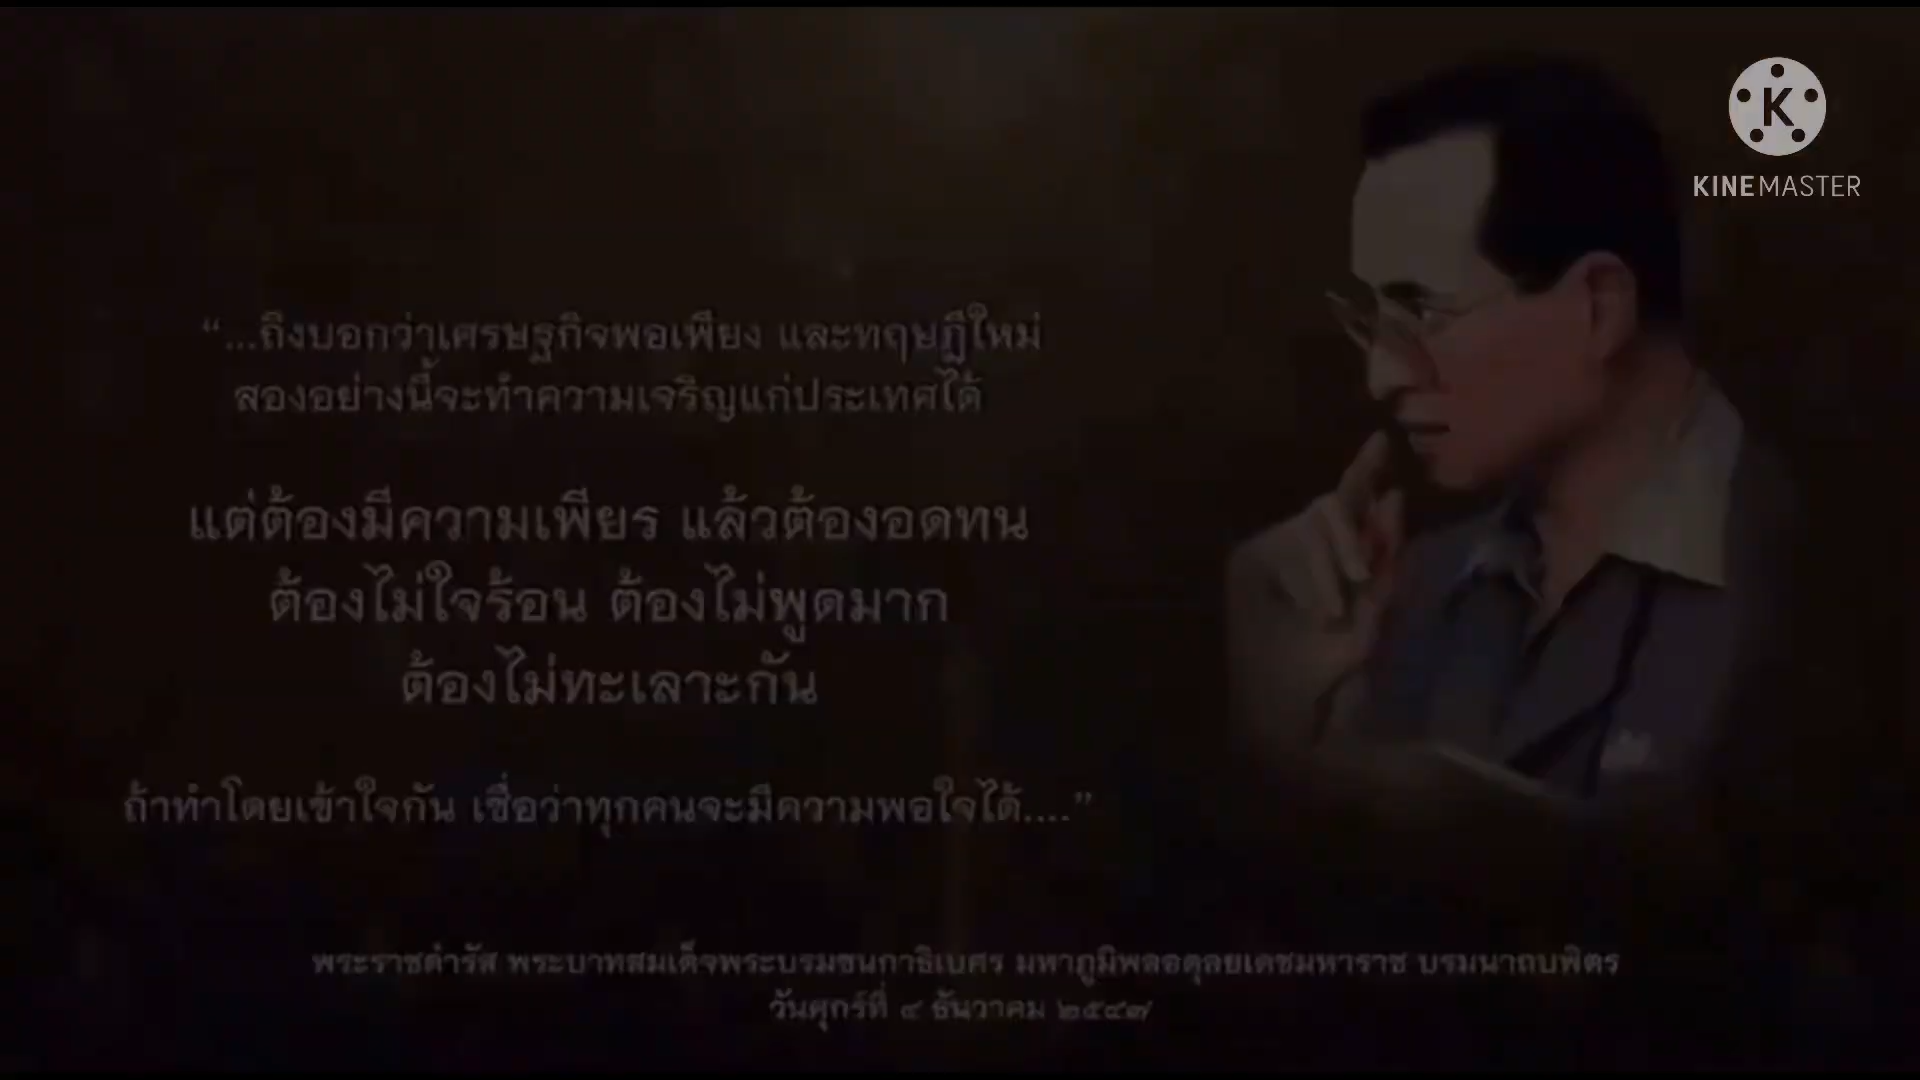 KINEMASTER
“...ถึงบอกว่าเศรษฐกิจพอเพียง และทฤษฎีใหม่
สองอย่างนี้จะทำความเจริญแก่ประเทศได้
แต่ต้องมีความเพียร แล้วต้องอดทน
ต้องไม่ใจร้อน ต้องไม่พูดมาก
ต้องไม่ทะเลาะกัน
ถ้าทำโดยเข้าใจกัน เชื่อว่าทุกคนจะมีความพอใจได้....”
พระราชดำรัส พระบาทสมเด็จพระบรมชนกาธิเบศร มหาภูมิพลอดุลยเดชมหาราช บรมนาถบพิตร
วันศุกร์ที่ ๔ ธันวาคม ๒๕๔๗